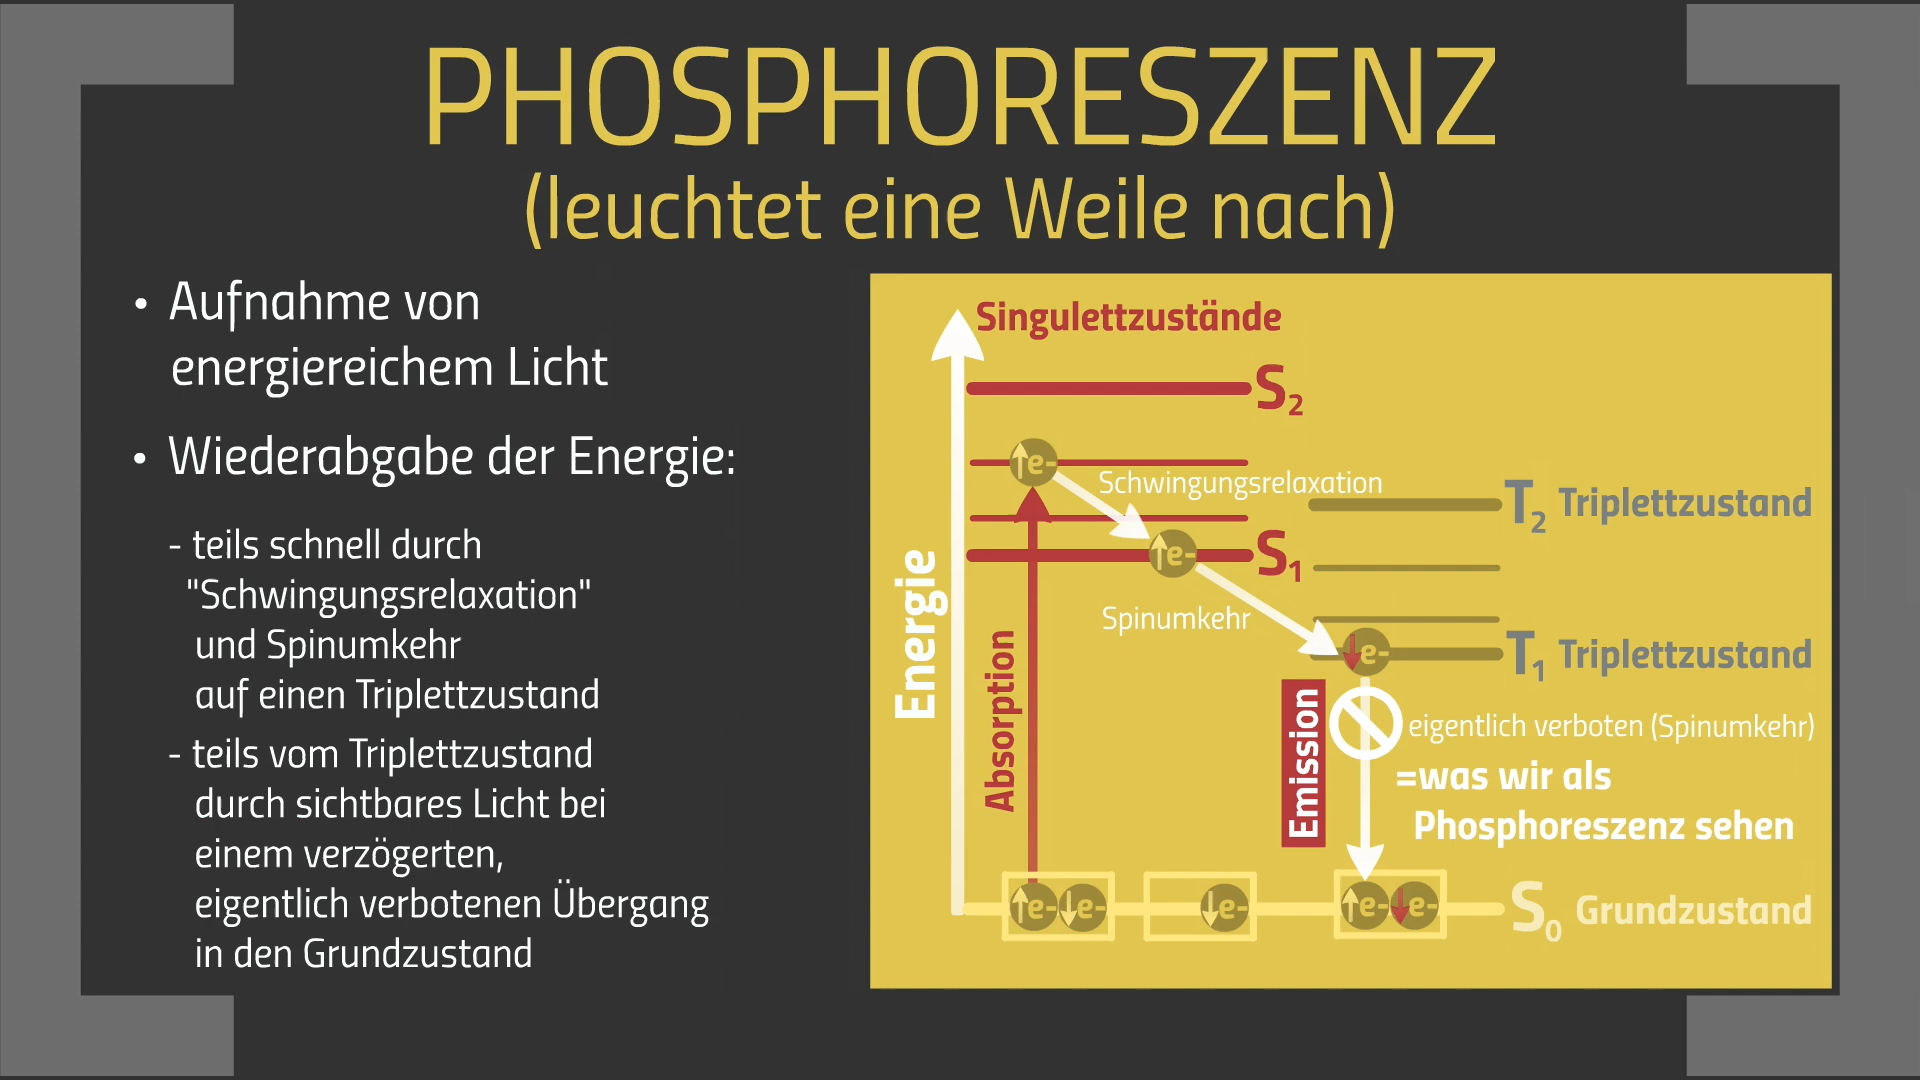 PHOSPHORESZENZ
(leuchtet eine Weile nach)
• Aufnahme von
energiereichem Licht
• Wiederabgabe der Energie:
- teils schnell durch
"Schwingungsrelaxation"
und Spinumkehr
auf einen Triplettzustand
- teils vom Triplettzustand
durch sichtbares Licht bei
einem verzögerten,
eigentlich verbotenen Übergang
in den Grundzustand
Energie
Singulettzustände
S₂
↑e-
Schwingungsrelaxation
T₂ Triplettzustand
↑e-
S₁
Spinumkehr
Absorption
↓e-
T₁ Triplettzustand
Emission
eigentlich verboten (Spinumkehr)
=was wir als
Phosphoreszenz sehen
↑e- ↓e-
↓e-
↑e- ↓e-
S₀ Grundzustand